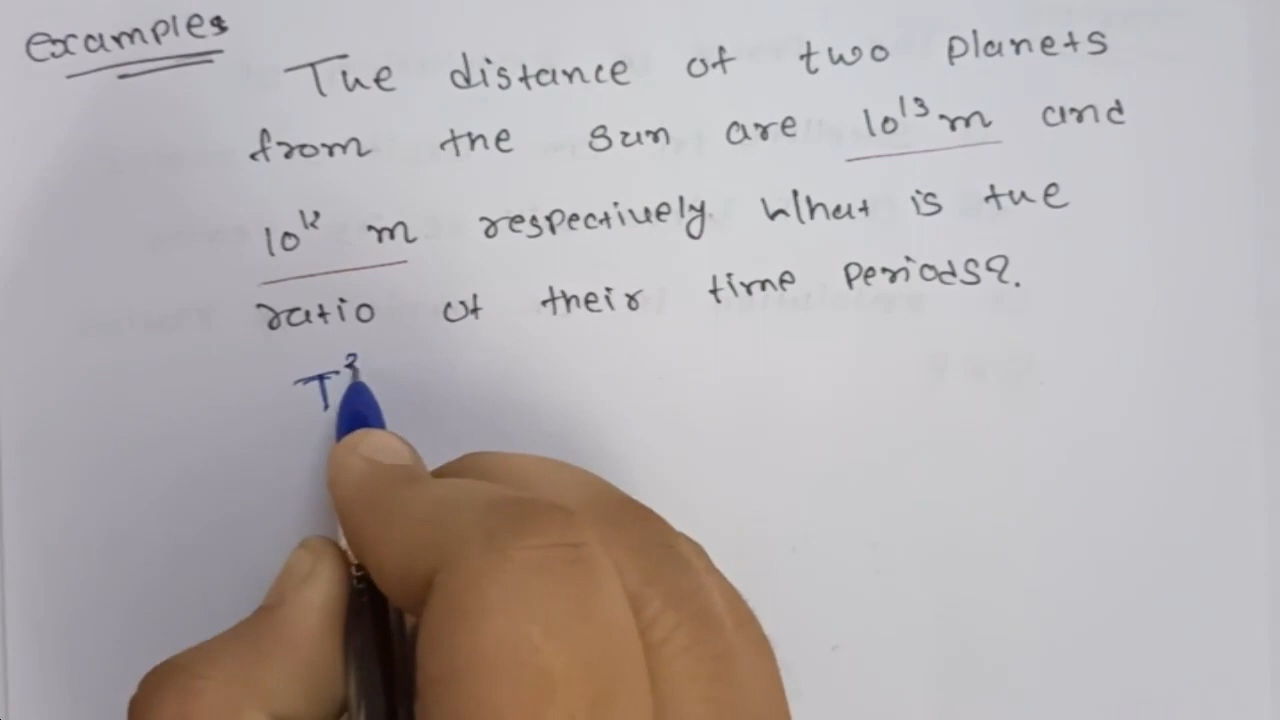 examples
The distance of two planets
from the sun are 10¹³ m and
10¹² m respectively. What is the
ratio of their time periods?
T²